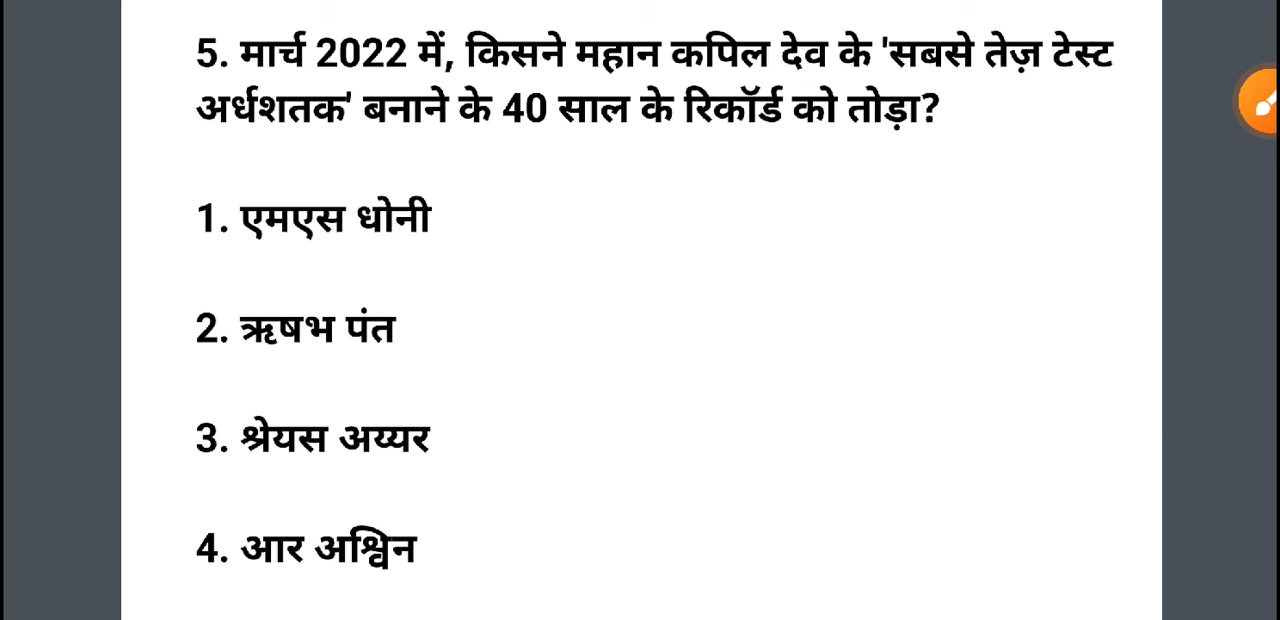 5. मार्च 2022 में, किसने महान कपिल देव के 'सबसे तेज़ टेस्ट
अर्धशतक' बनाने के 40 साल के रिकॉर्ड को तोड़ा?
1. एमएस धोनी
2. ऋषभ पंत
3. श्रेयस अय्यर
4. आर अश्विन